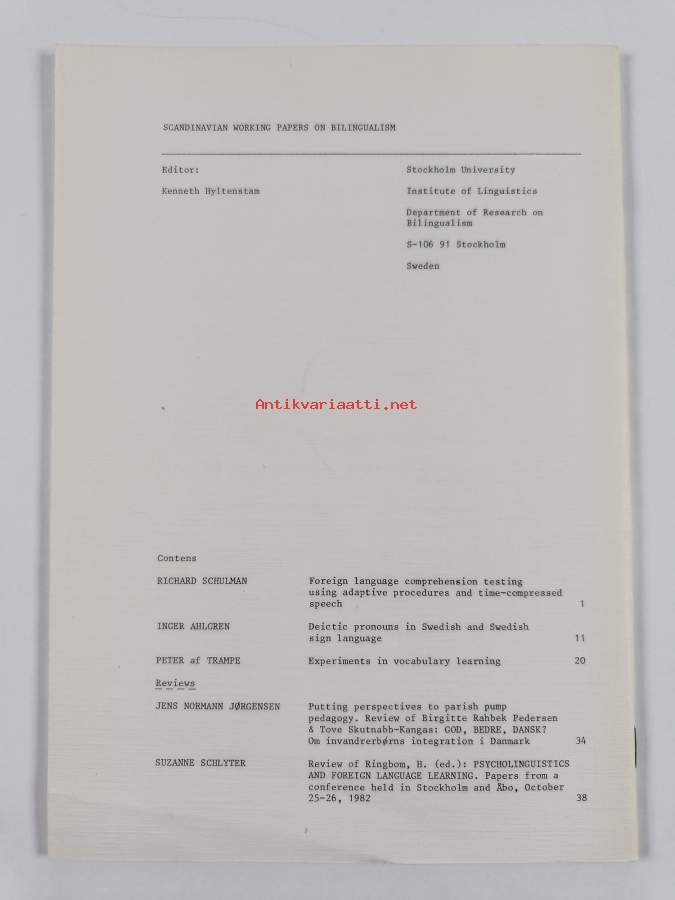 SCANDINAVIAN WORKING PAPERS ON BILINGUALISM
Editor:
Kenneth Hyltenstam
Stockholm University
Institute of Linguistics
Department of Research on
Bilingualism
S-106 91 Stockholm
Sweden
Antikvariaatti.net
Contens
RICHARD SCHULMAN Foreign language comprehension testing
using adaptive procedures and time-compressed
speech 1
INGER AHLGREN Deictic pronouns in Swedish and Swedish
sign language 11
PETER af TRAMPE Experiments in vocabulary learning 20
Reviews
JENS NORMANN JØRGENSEN Putting perspectives to parish pump
pedagogy. Review of Birgitte Rahbek Pedersen
& Tove Skutnabb-Kangas: GOD, BEDRE, DANSK?
Om invandrerbørns integration i Danmark 34
SUZANNE SCHLYTER Review of Ringbom, H. (ed.): PSYCHOLINGUISTICS
AND FOREIGN LANGUAGE LEARNING. Papers from a
conference held in Stockholm and Åbo, October
25-26, 1982 38